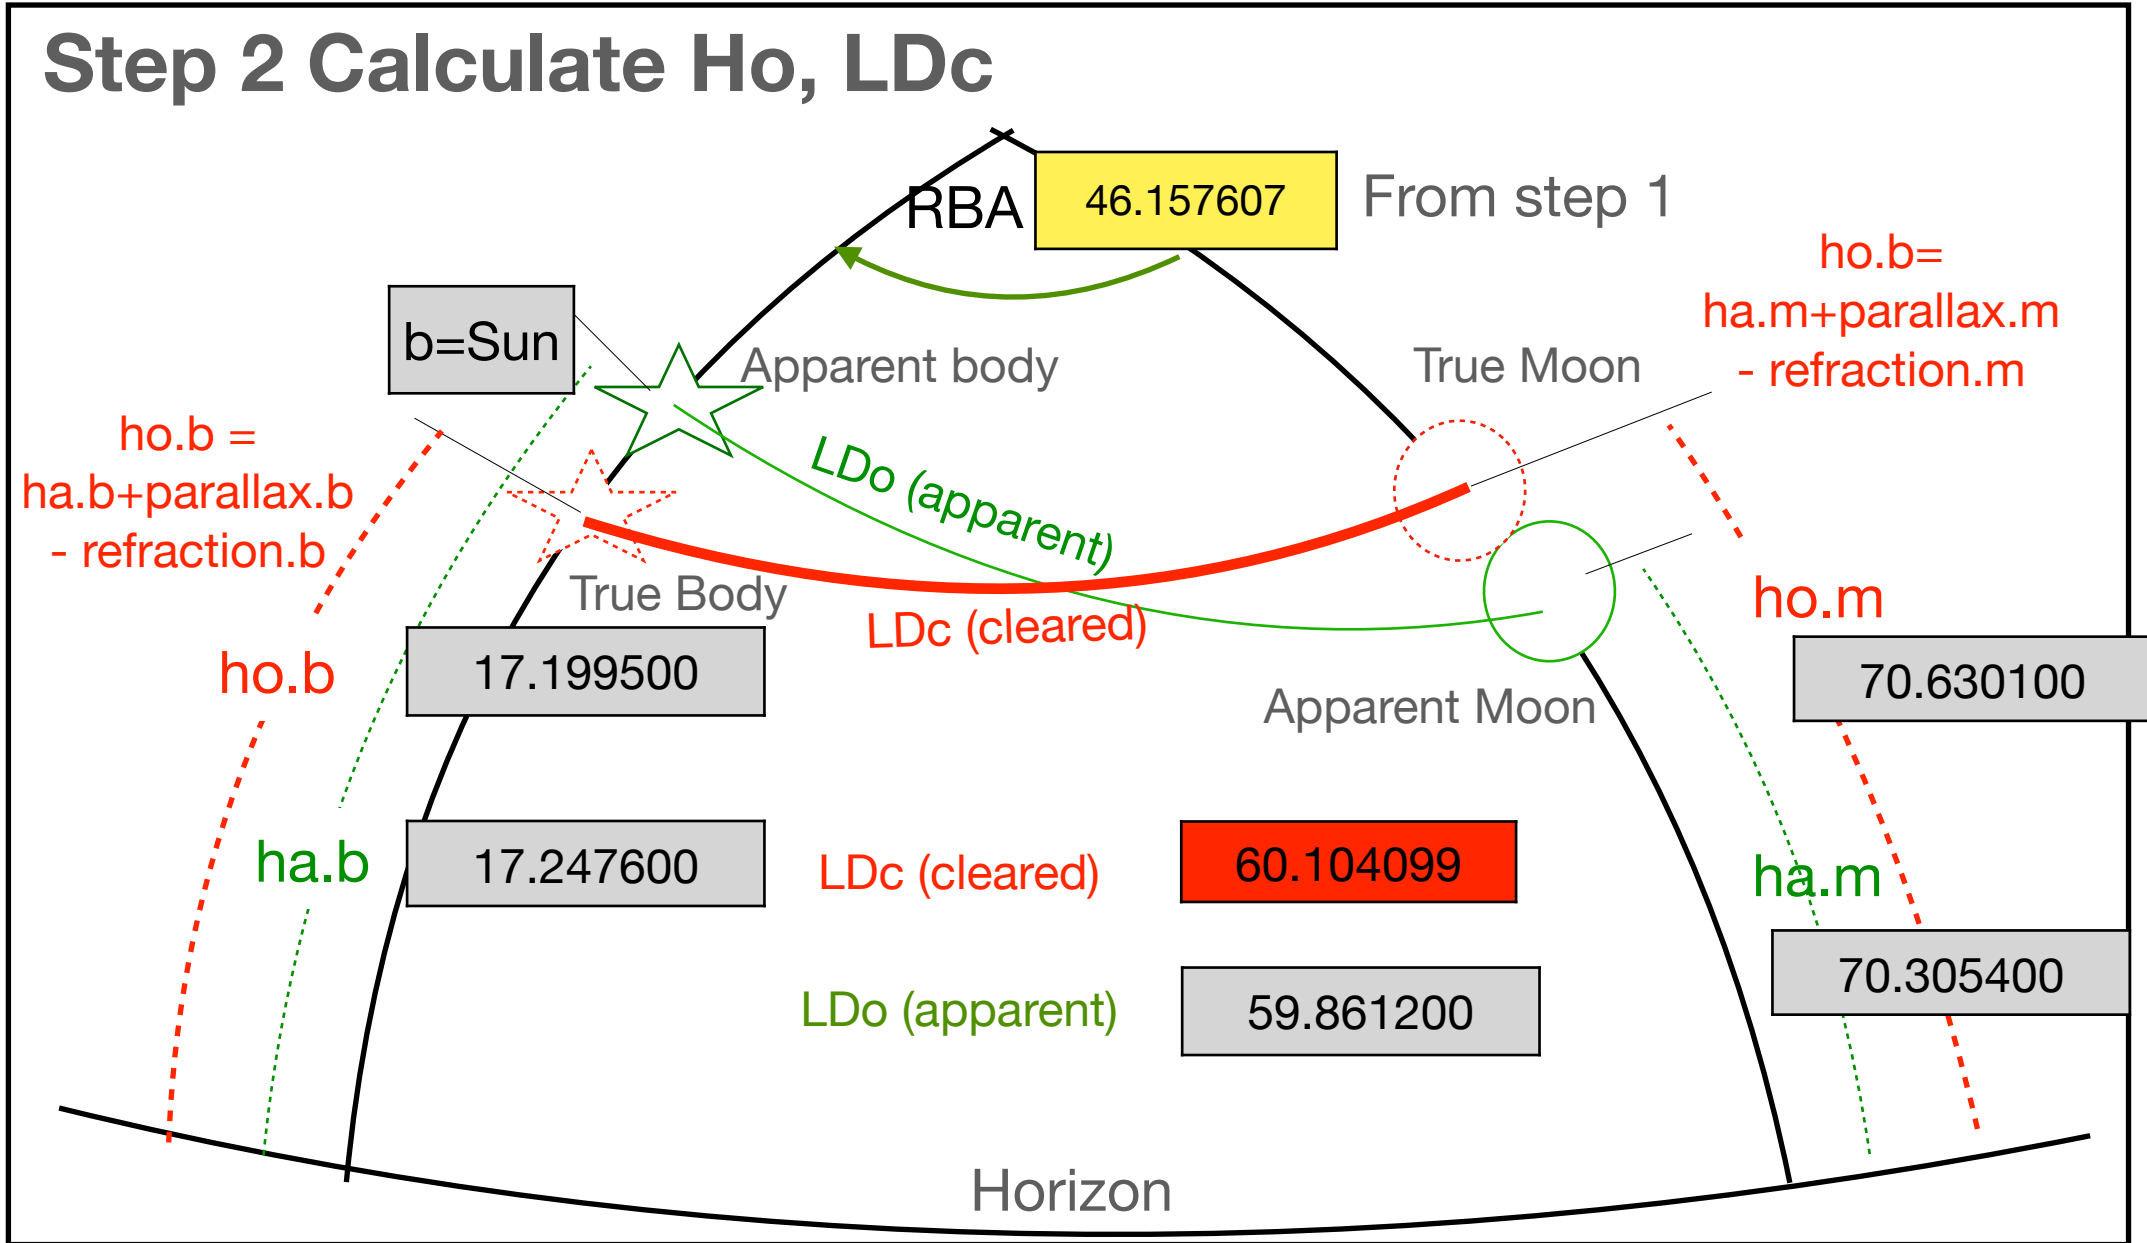 Step 2 Calculate Ho, LDc
RBA
46.157607
From step 1
ho.b=
ha.m+parallax.m
- refraction.m
b=Sun
Apparent body
True Moon
ho.b =
ha.b+parallax.b
- refraction.b
LDo (apparent)
True Body
LDc (cleared)
ho.m
ho.b
17.199500
70.630100
Apparent Moon
ha.b
17.247600
LDc (cleared)
60.104099
ha.m
70.305400
LDo (apparent)
59.861200
Horizon